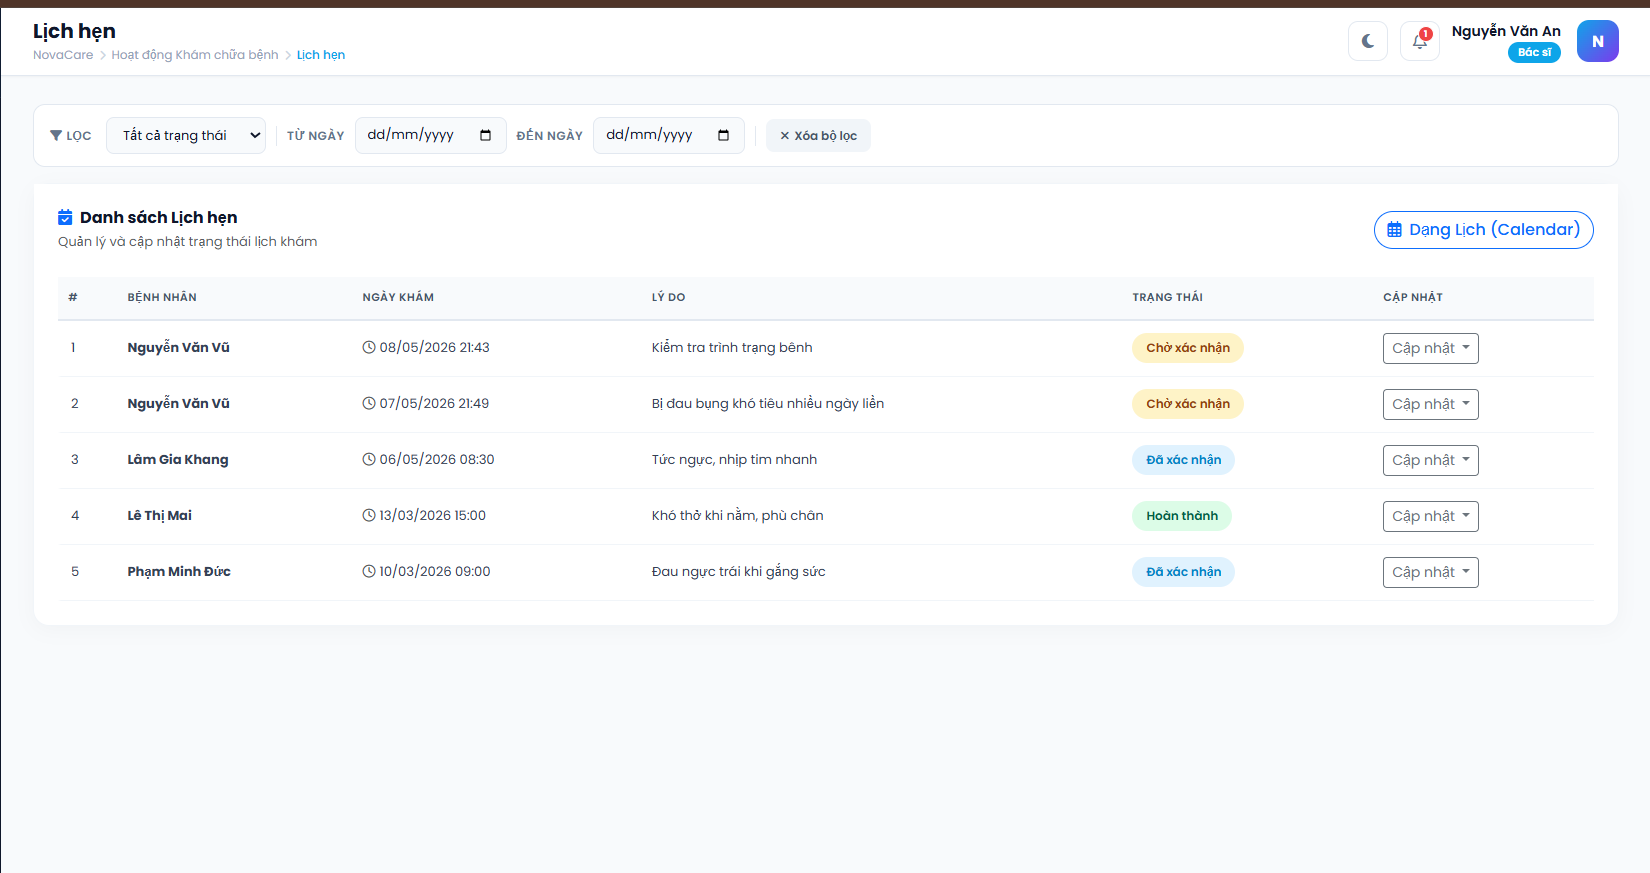 Lịch hẹn
NovaCare > Hoạt động Khám chữa bệnh > Lịch hẹn
1
Nguyễn Văn An
Bác sĩ
N
LỌC
Tất cả trạng thái
TỪ NGÀY
dd/mm/yyyy
ĐẾN NGÀY
dd/mm/yyyy
× Xóa bộ lọc
Danh sách Lịch hẹn
Quản lý và cập nhật trạng thái lịch khám
Dạng Lịch (Calendar)
# BỆNH NHÂN NGÀY KHÁM LÝ DO TRẠNG THÁI CẬP NHẬT
1 Nguyễn Văn Vũ 08/05/2026 21:43 Kiểm tra trình trạng bênh Chờ xác nhận Cập nhật
2 Nguyễn Văn Vũ 07/05/2026 21:49 Bị đau bụng khó tiêu nhiều ngày liền Chờ xác nhận Cập nhật
3 Lâm Gia Khang 06/05/2026 08:30 Tức ngực, nhịp tim nhanh Đã xác nhận Cập nhật
4 Lê Thị Mai 13/03/2026 15:00 Khó thở khi nằm, phù chân Hoàn thành Cập nhật
5 Phạm Minh Đức 10/03/2026 09:00 Đau ngực trái khi gắng sức Đã xác nhận Cập nhật